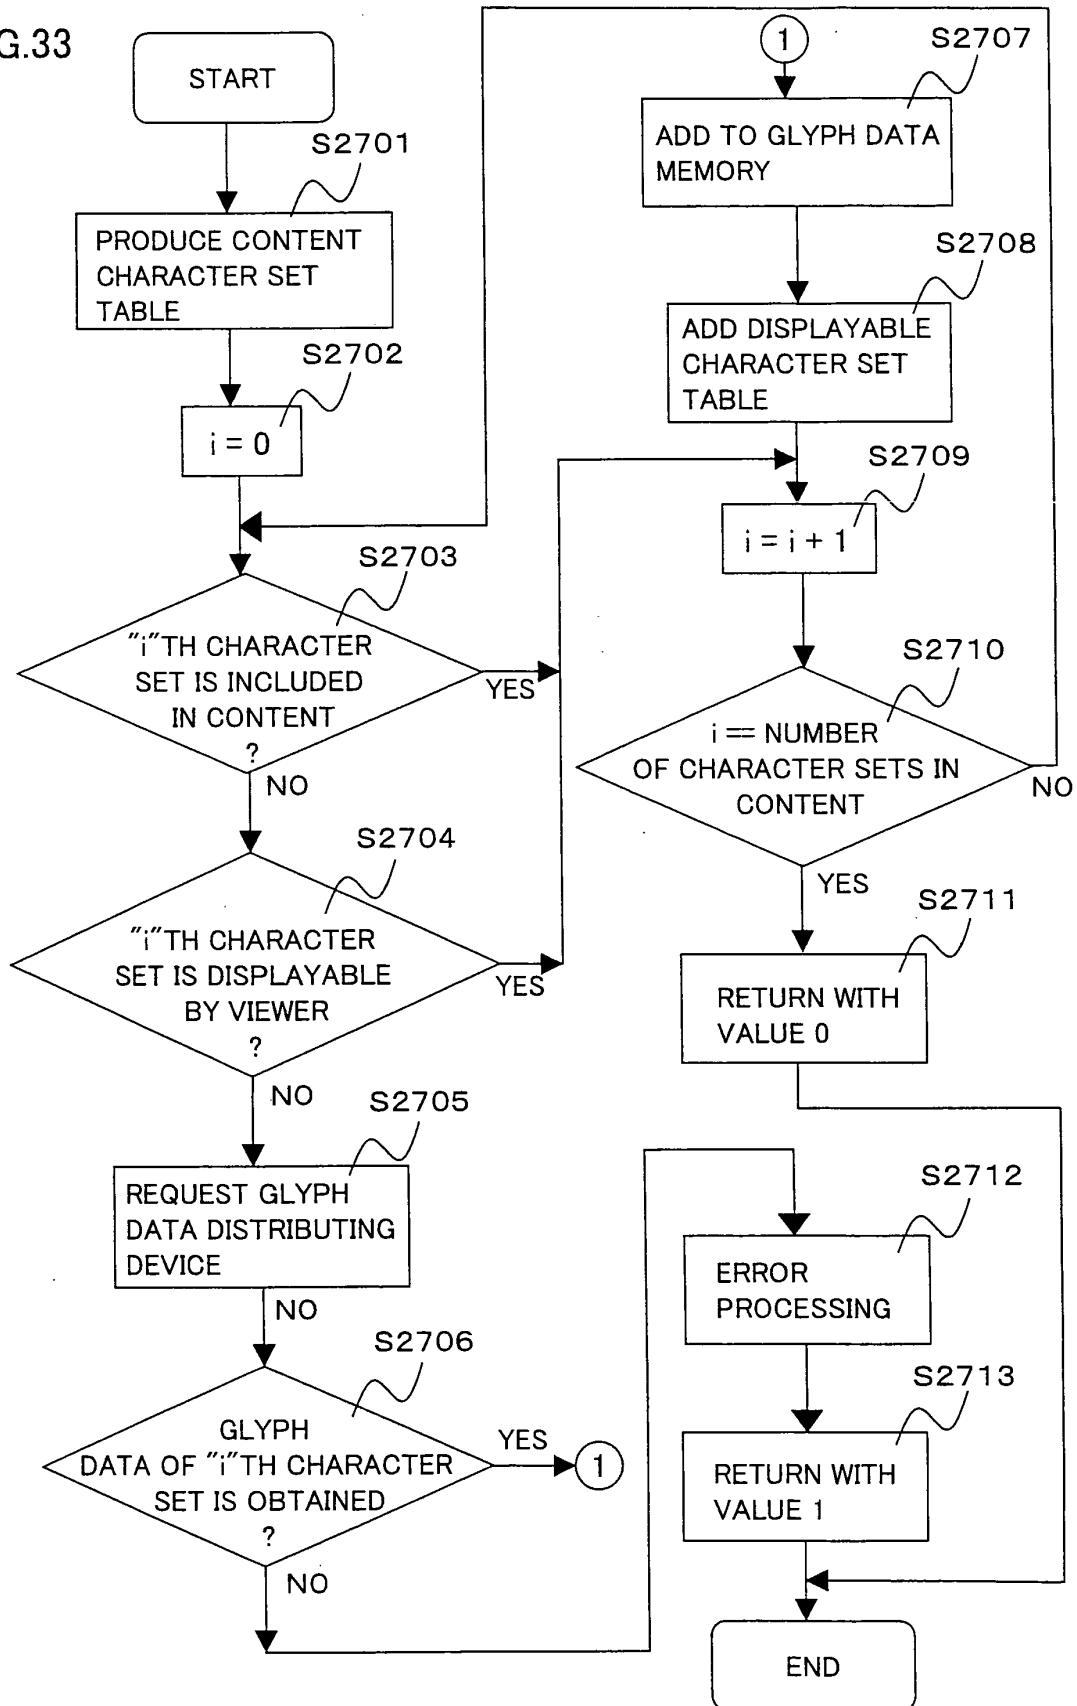 G.33
START
S2701
PRODUCE CONTENT
CHARACTER SET
TABLE
S2702
i = 0
S2703
"i"TH CHARACTER
SET IS INCLUDED
IN CONTENT
?
YES
NO
S2704
"i"TH CHARACTER
SET IS DISPLAYABLE
BY VIEWER
?
YES
NO
S2705
REQUEST GLYPH
DATA DISTRIBUTING
DEVICE
NO
S2706
GLYPH
DATA OF "i"TH CHARACTER
SET IS OBTAINED
?
YES
1
NO
1
S2707
ADD TO GLYPH DATA
MEMORY
S2708
ADD DISPLAYABLE
CHARACTER SET
TABLE
S2709
i = i + 1
S2710
i == NUMBER
OF CHARACTER SETS IN
CONTENT
NO
YES
S2711
RETURN WITH
VALUE 0
S2712
ERROR
PROCESSING
S2713
RETURN WITH
VALUE 1
END